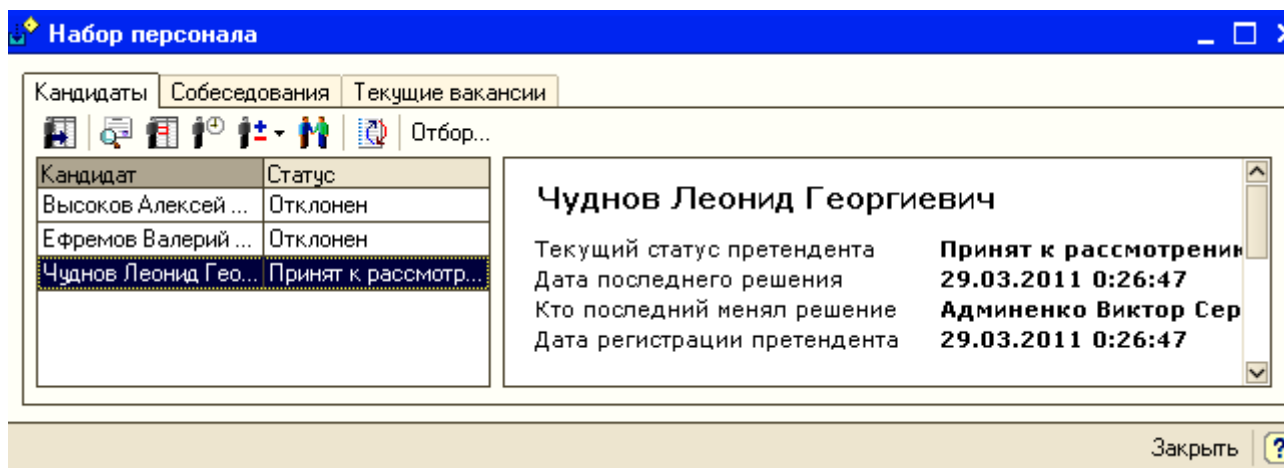 Набор персонала
Кандидаты Собеседования Текущие вакансии
Отбор...
Кандидат Статус
Высоков Алексей ... Отклонен
Ефремов Валерий ... Отклонен
Чуднов Леонид Гео... Принят к рассмотр...
Чуднов Леонид Георгиевич
Текущий статус претендента Принят к рассмотрению
Дата последнего решения 29.03.2011 0:26:47
Кто последний менял решение Админенко Виктор Сер
Дата регистрации претендента 29.03.2011 0:26:47
Закрыть ?